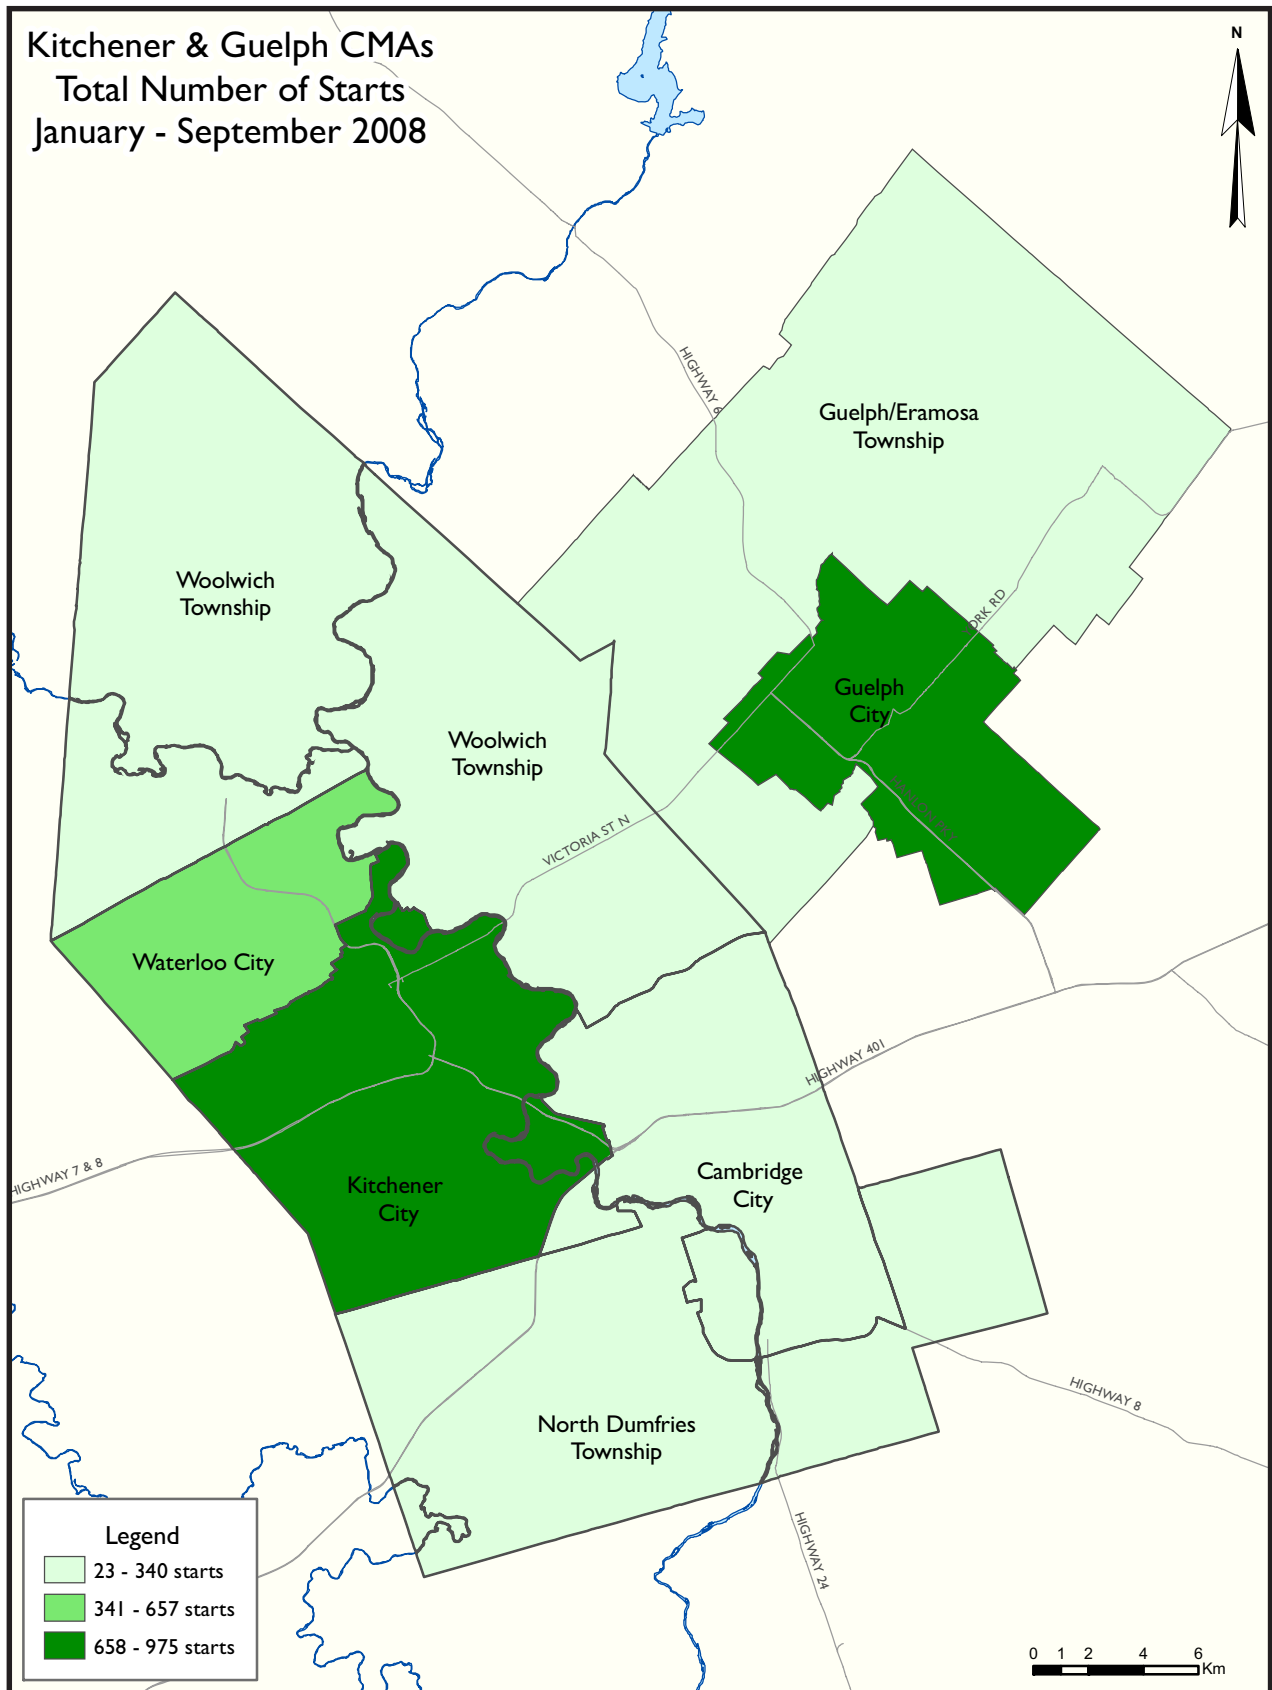 Kitchener & Guelph CMAs
Total Number of Starts
January - September 2008
N
HIGHWAY 6
Guelph/Eramosa
Township
Woolwich
Township
ORK RD
Guelph
City
Woolwich
Township
VICTORIA ST N
Waterloo City
HIGHWAY 401
HIGHWAY 7 & 8
Kitchener
City
Cambridge
City
HIGHWAY 8
North Dumfries
Township
HIGHWAY 24
Legend
23 - 340 starts
341 - 657 starts
658 - 975 starts
0 1 2 4 6
Km